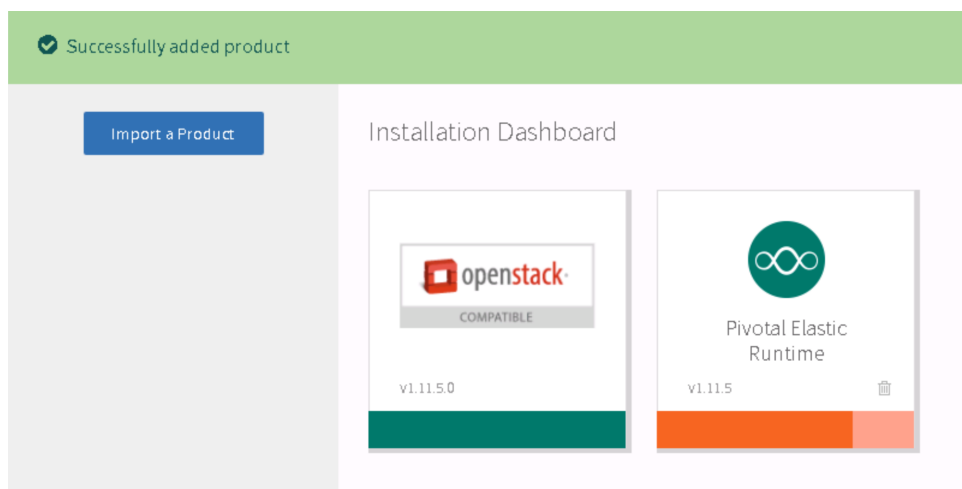 Successfully added product
Import a Product
Installation Dashboard
openstack
COMPATIBLE
v1.11.5.0
Pivotal Elastic
Runtime
v1.11.5